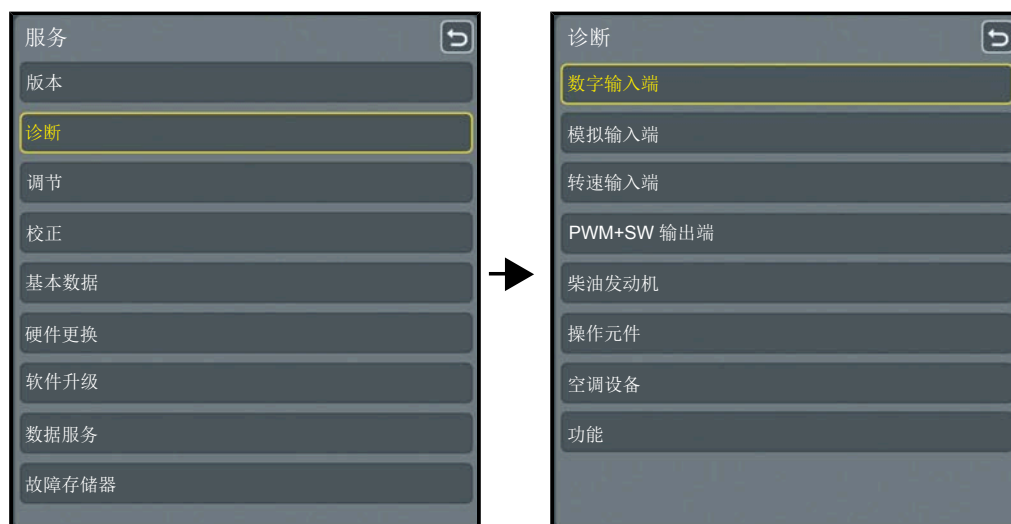 服务
版本
诊断
调节
校正
基本数据
硬件更换
软件升级
数据服务
故障存储器
诊断
数字输入端
模拟输入端
转速输入端
PWM+SW 输出端
柴油发动机
操作元件
空调设备
功能